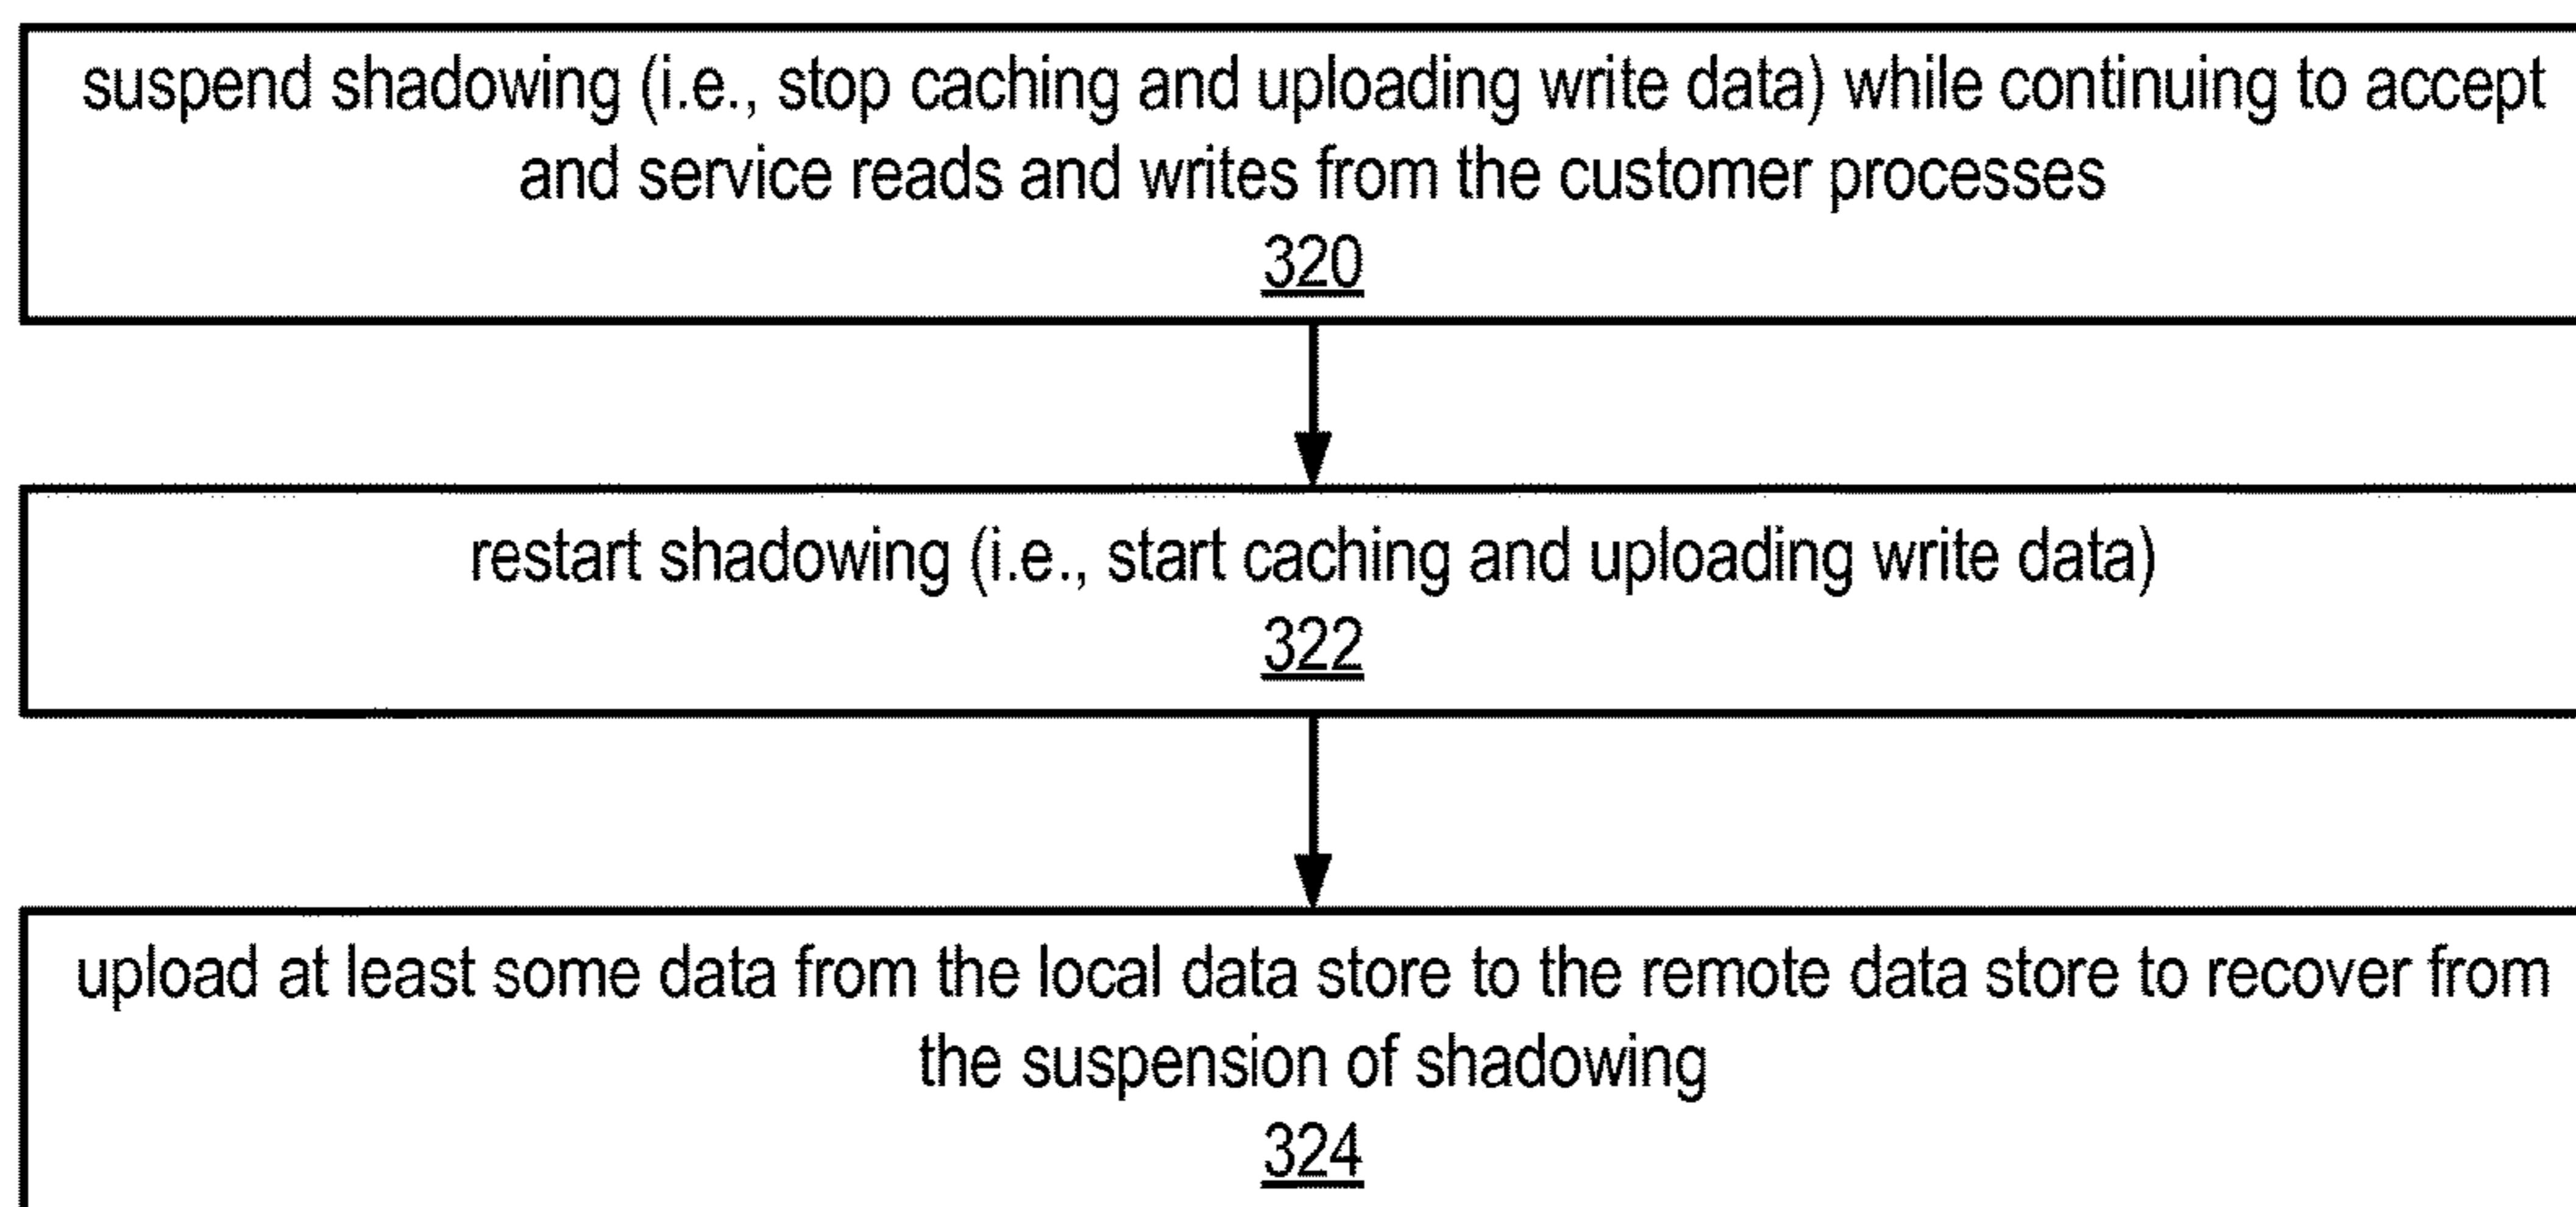 suspend shadowing (i.e., stop caching and uploading write data) while continuing to accept
and service reads and writes from the customer processes
320
restart shadowing (i.e., start caching and uploading write data)
322
upload at least some data from the local data store to the remote data store to recover from
the suspension of shadowing
324